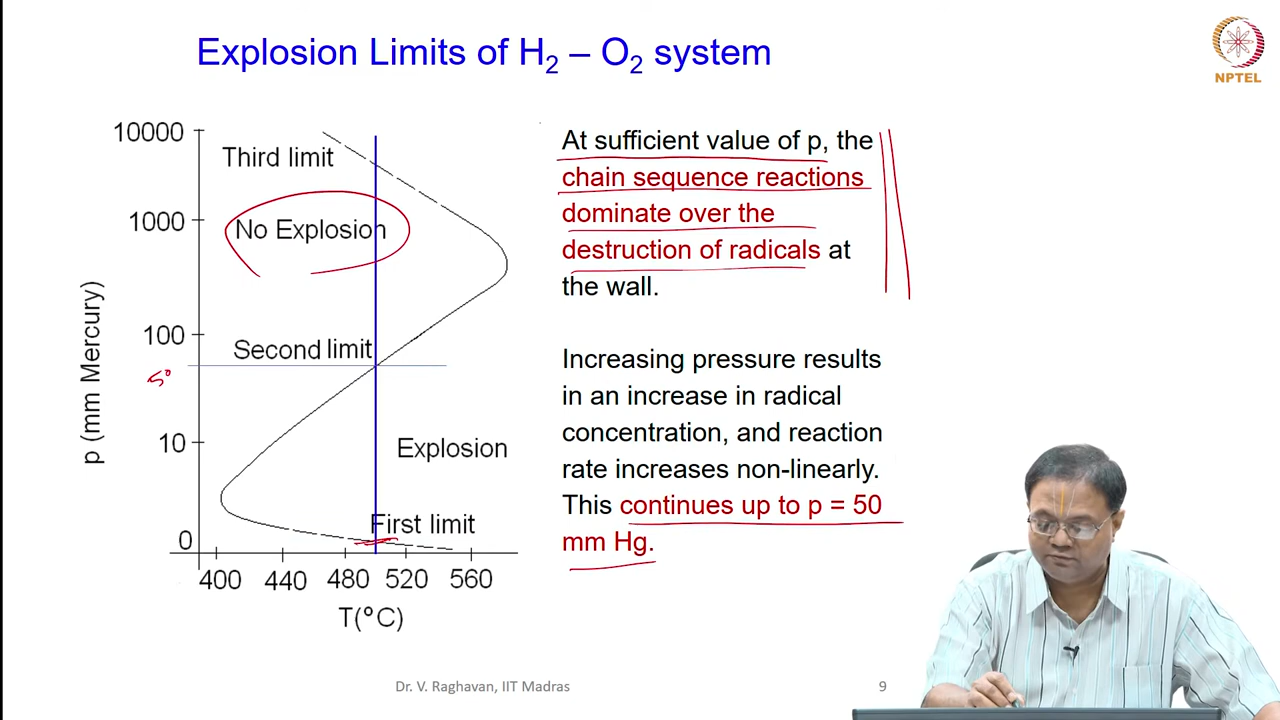 Explosion Limits of H2 – O2 system
NPTEL
10000
Third limit
1000
No Explosion
100
Second limit
50
10
Explosion
First limit
0
400 440 480 520 560
p (mm Mercury)
T(°C)
At sufficient value of p, the
chain sequence reactions
dominate over the
destruction of radicals at
the wall.
Increasing pressure results
in an increase in radical
concentration, and reaction
rate increases non-linearly.
This continues up to p = 50
mm Hg.
Dr. V. Raghavan, IIT Madras
9